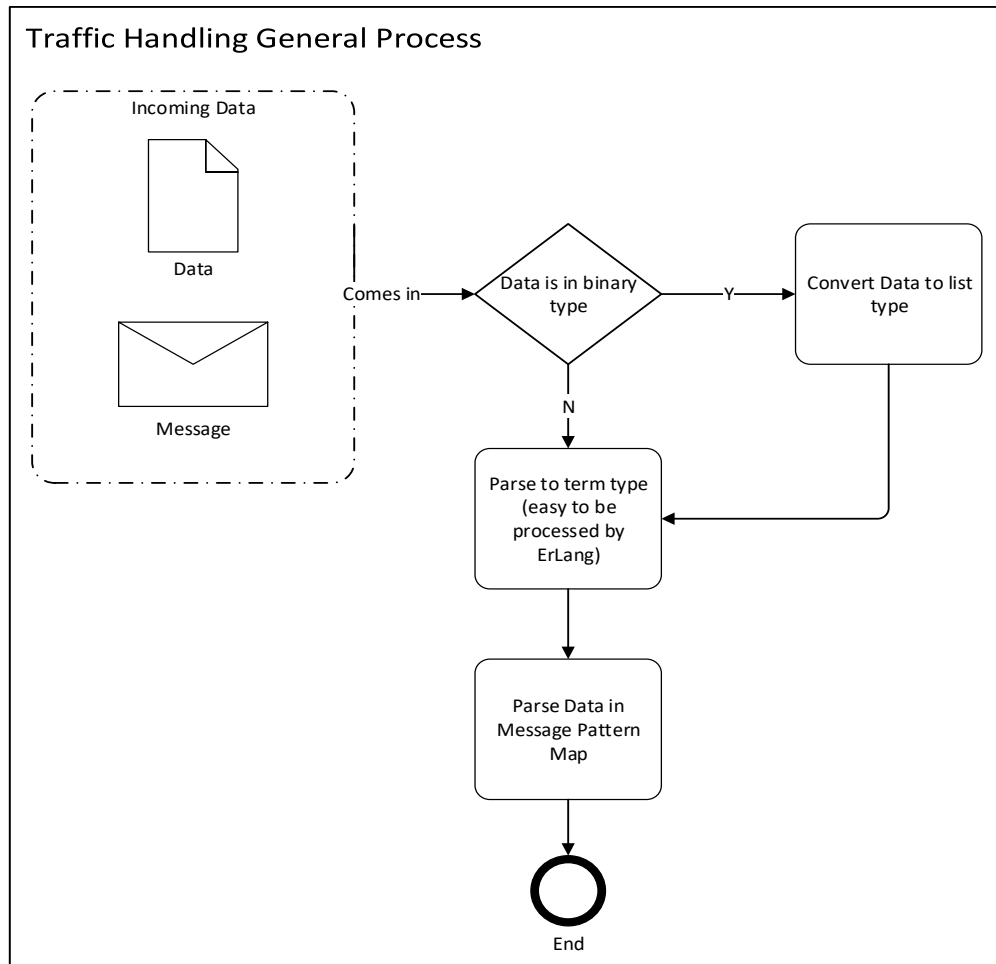 Traffic Handling General Process
Incoming Data
Data
Message
Comes in
Data is in binary
type
Y
Convert Data to list
type
N
Parse to term type
(easy to be
processed by
ErLang)
Parse Data in
Message Pattern
Map
End